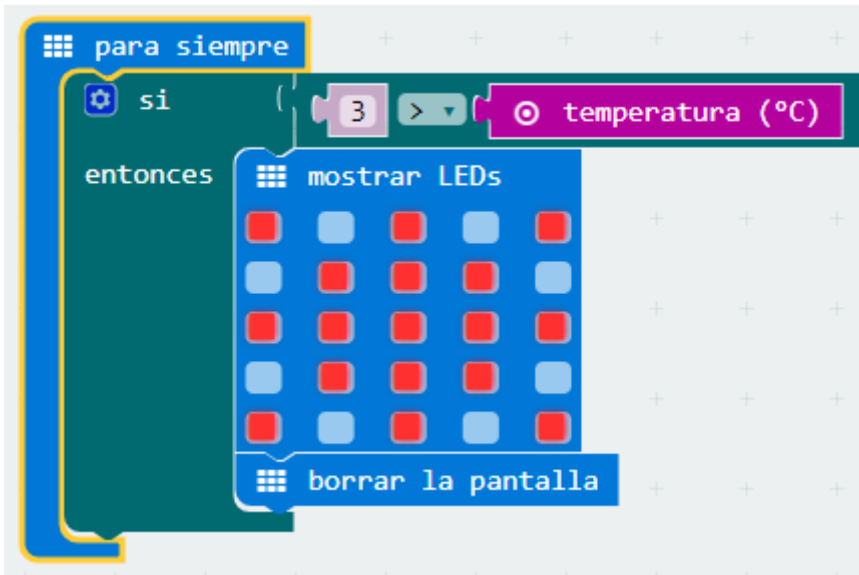 para siempre
si 3 > temperatura (°C)
entonces mostrar LEDs
borrar la pantalla